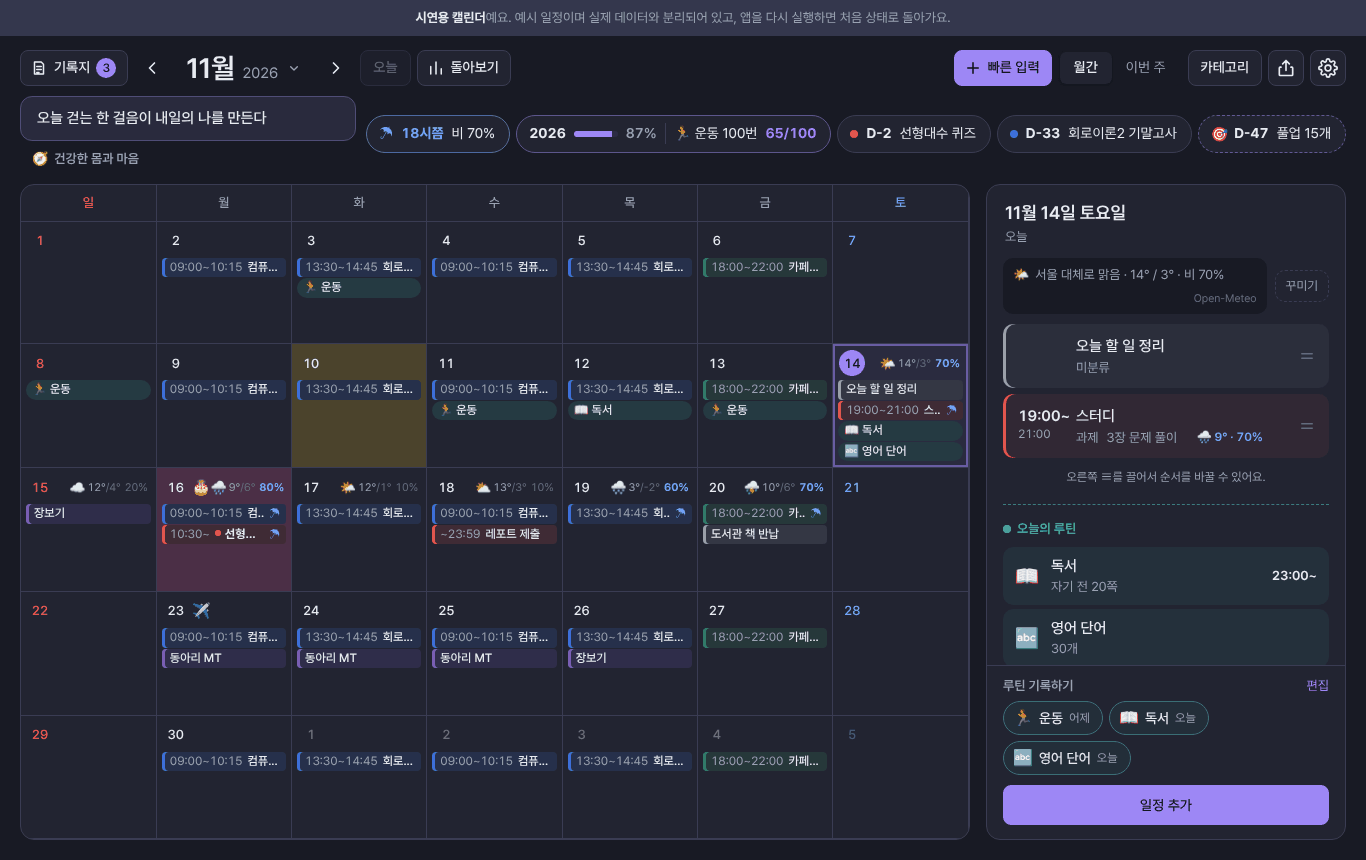 시연용 캘린더예요. 예시 일정이며 실제 데이터와 분리되어 있고, 앱을 다시 실행하면 처음 상태로 돌아가요.
기록지 3
11월 2026
오늘
돌아보기
빠른 입력
월간
이번 주
카테고리
오늘 걷는 한 걸음이 내일의 나를 만든다
건강한 몸과 마음
18시쯤 비 70%
2026 87% 운동 100번 65/100
D-2 선형대수 퀴즈
D-33 회로이론2 기말고사
D-47 풀업 15개
일 월 화 수 목 금 토
1 2 3 4 5 6 7
09:00~10:15 컴퓨... 13:30~14:45 회로... 09:00~10:15 컴퓨... 13:30~14:45 회로... 18:00~22:00 카페...
운동
8 9 10 11 12 13 14 14°/3° 70%
운동 09:00~10:15 컴퓨... 13:30~14:45 회로... 09:00~10:15 컴퓨... 13:30~14:45 회로... 18:00~22:00 카페... 오늘 할 일 정리
운동 독서 운동 19:00~21:00 스..
독서
abc 영어 단어
15 12°/4° 20% 16 9°/6° 80% 17 12°/1° 10% 18 13°/3° 10% 19 3°/-2° 60% 20 10°/6° 70% 21
장보기 09:00~10:15 컴.. 13:30~14:45 회로... 09:00~10:15 컴퓨... 13:30~14:45 회.. 18:00~22:00 카..
10:30~ 선형... ~23:59 레포트 제출 도서관 책 반납
22 23 24 25 26 27 28
09:00~10:15 컴퓨... 13:30~14:45 회로... 09:00~10:15 컴퓨... 13:30~14:45 회로... 18:00~22:00 카페...
동아리 MT 동아리 MT 동아리 MT 장보기
29 30 1 2 3 4 5
09:00~10:15 컴퓨... 13:30~14:45 회로... 09:00~10:15 컴퓨... 13:30~14:45 회로... 18:00~22:00 카페...
11월 14일 토요일
오늘
서울 대체로 맑음 · 14° / 3° · 비 70%
Open-Meteo
꾸미기
오늘 할 일 정리
미분류
19:00~ 스터디
21:00 과제 3장 문제 풀이 9° · 70%
오른쪽 ☰를 끌어서 순서를 바꿀 수 있어요.
오늘의 루틴
독서
자기 전 20쪽
23:00~
abc 영어 단어
30개
루틴 기록하기 편집
운동 어제
독서 오늘
abc 영어 단어 오늘
일정 추가